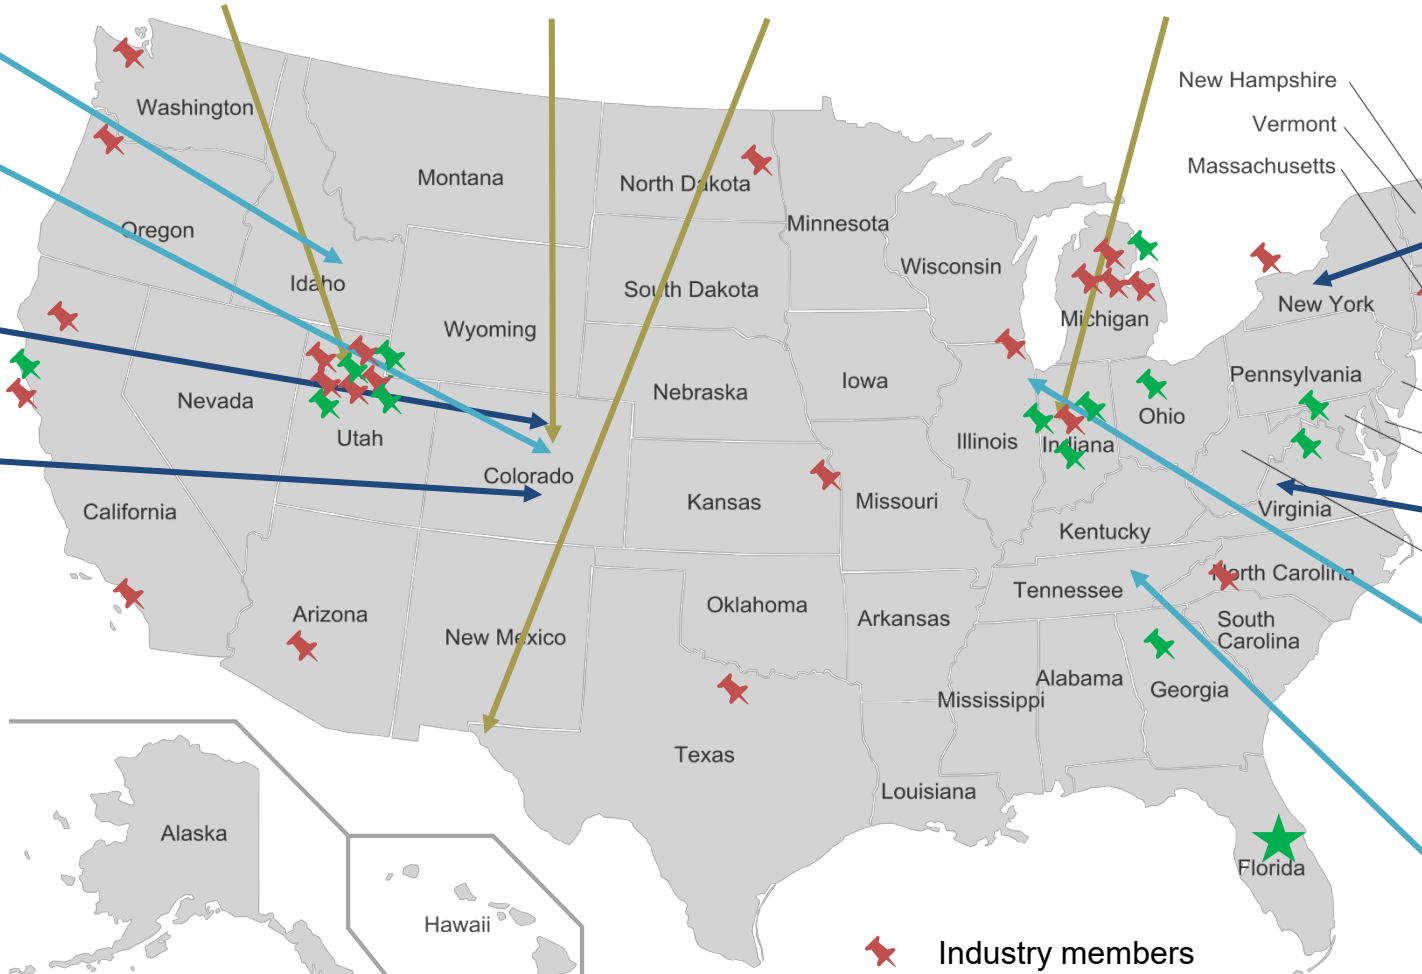 New Hampshire
Washington
Vermont
Massachusetts
Montana
North Dakota
Minnesota
Oregon
Wisconsin
Idaho
South Dakota
New York
Michigan
Wyoming
Pennsylvania
Iowa
Nebraska
Nevada
Ohio
Utah
Illinois
Indiana
Colorado
Kansas
Missouri
California
Virginia
Kentucky
North Carolina
Tennessee
Oklahoma
Arizona
Arkansas
South
Carolina
New Mexico
Alabama
Georgia
Mississippi
Texas
Louisiana
Alaska
Florida
Hawaii
Industry members